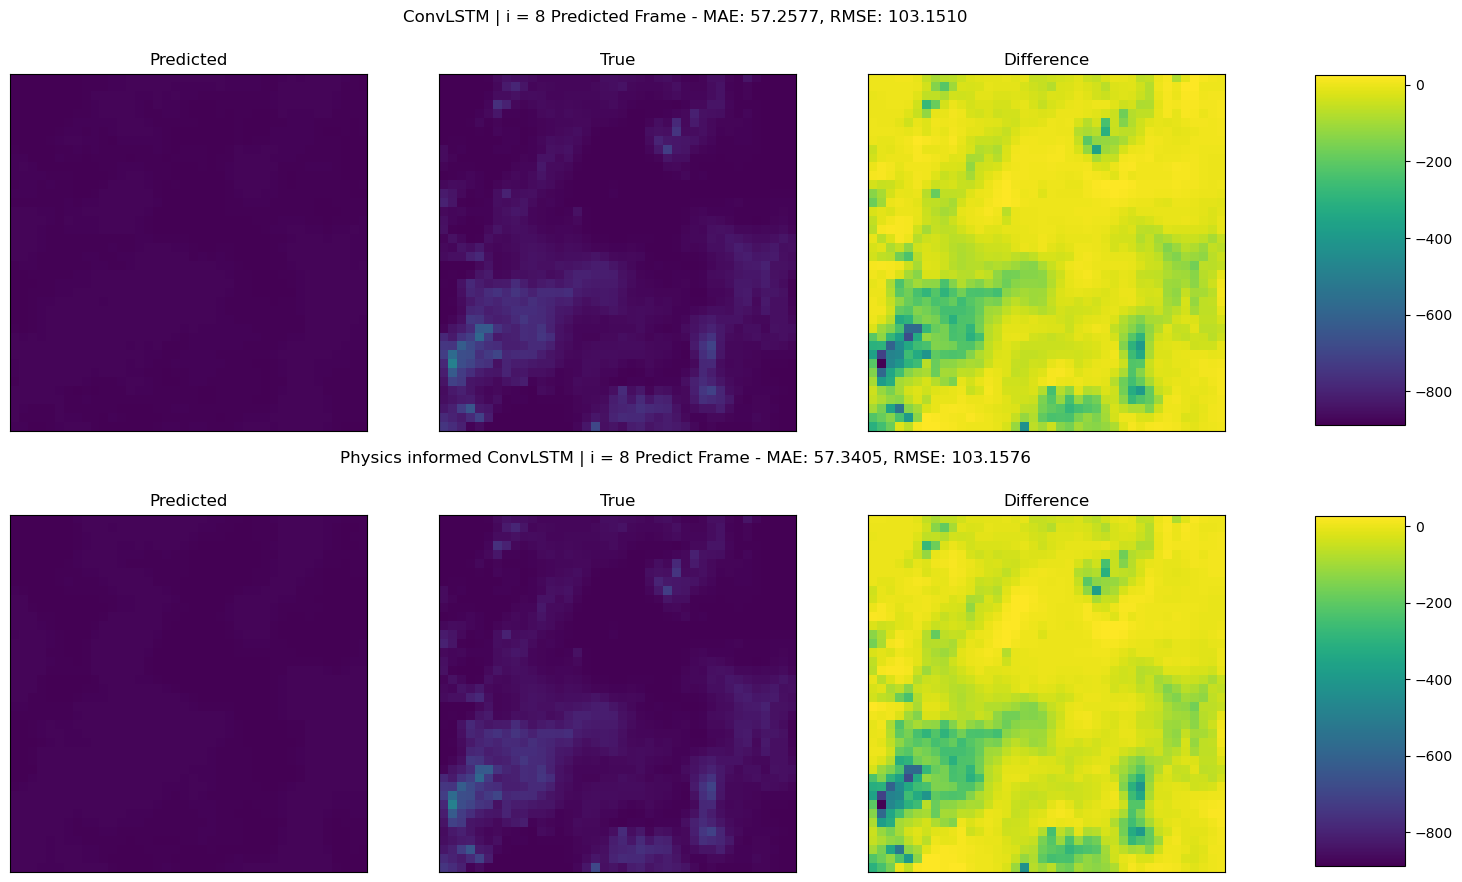 ConvLSTM | i = 8 Predicted Frame - MAE: 57.2577, RMSE: 103.1510
Predicted
True
Difference
0
−200
−400
−600
−800
Physics informed ConvLSTM | i = 8 Predict Frame - MAE: 57.3405, RMSE: 103.1576
Predicted
True
Difference
0
−200
−400
−600
−800